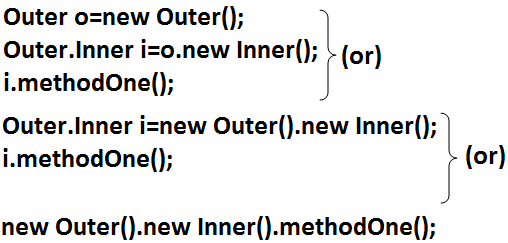 Outer o=new Outer();
Outer.Inner i=o.new Inner();
(or)
i.methodOne();
Outer.Inner i=new Outer().new Inner();
i.methodOne();
(or)
new Outer().new Inner().methodOne();